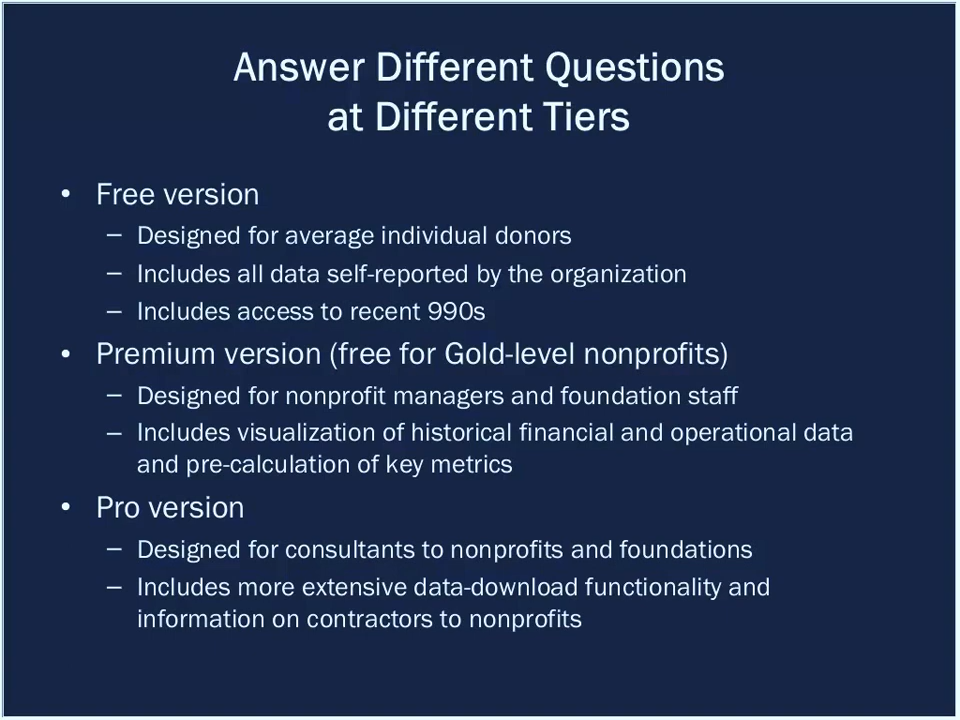 Answer Different Questions
at Different Tiers
• Free version
– Designed for average individual donors
– Includes all data self-reported by the organization
– Includes access to recent 990s
• Premium version (free for Gold-level nonprofits)
– Designed for nonprofit managers and foundation staff
– Includes visualization of historical financial and operational data
and pre-calculation of key metrics
• Pro version
– Designed for consultants to nonprofits and foundations
– Includes more extensive data-download functionality and
information on contractors to nonprofits